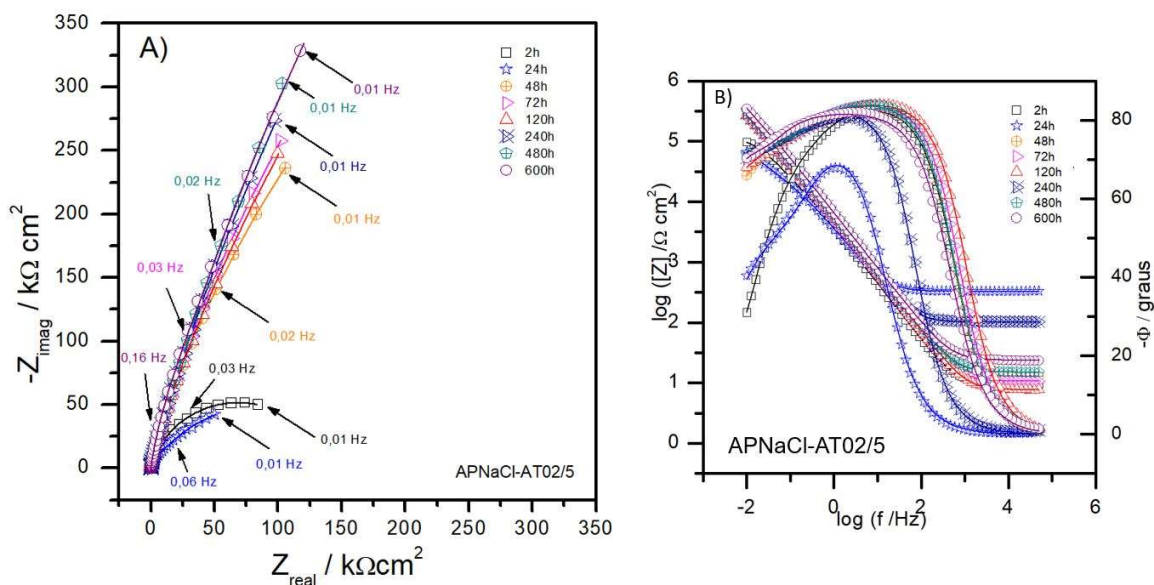 A)
350
300
250
200
150
100
50
0
-Z_imag / kΩ cm²
0 50 100 150 200 250 300 350
Z_real / kΩcm²
2h
24h
48h
72h
120h
240h
480h
600h
0,01 Hz
0,01 Hz
0,01 Hz
0,01 Hz
0,02 Hz
0,03 Hz
0,02 Hz
0,16 Hz
0,03 Hz
0,01 Hz
0,01 Hz
0,06 Hz
APNaCl-AT02/5
B)
6
5
4
3
2
1
0
log ([Z] /Ω cm²)
-2 0 2 4 6
log (f /Hz)
80
60
40
20
0
-Φ / graus
2h
24h
48h
72h
120h
240h
480h
600h
APNaCl-AT02/5